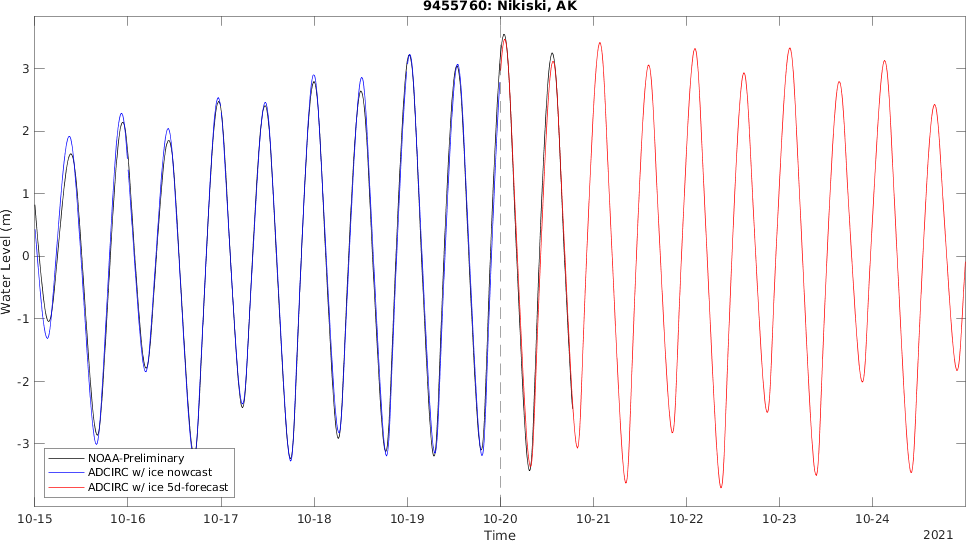 9455760: Nikiski, AK
Water Level (m)
3
2
1
0
-1
-2
-3
NOAA-Preliminary
ADCIRC w/ ice nowcast
ADCIRC w/ ice 5d-forecast
10-15 10-16 10-17 10-18 10-19 10-20 10-21 10-22 10-23 10-24
Time
2021